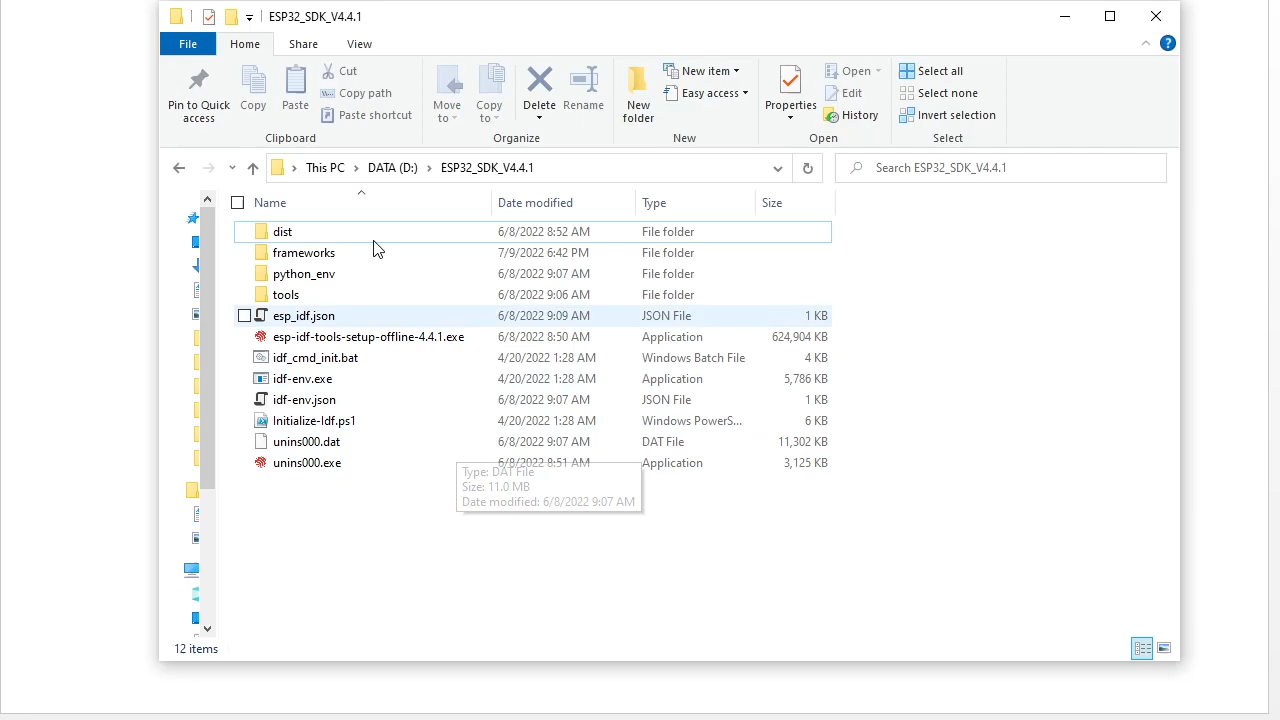 ESP32_SDK_V4.4.1
File Home Share View
Pin to Quick access
Copy
Paste
Cut
Copy path
Paste shortcut
Clipboard
Move to
Copy to
Delete
Rename
Organize
New folder
New item
Easy access
New
Properties
Open
Edit
History
Open
Select all
Select none
Invert selection
Select
This PC DATA (D:) ESP32_SDK_V4.4.1
Search ESP32_SDK_V4.4.1
Name Date modified Type Size
dist 6/8/2022 8:52 AM File folder
frameworks 7/9/2022 6:42 PM File folder
python_env 6/8/2022 9:07 AM File folder
tools 6/8/2022 9:06 AM File folder
esp_idf.json 6/8/2022 9:09 AM JSON File 1 KB
esp-idf-tools-setup-offline-4.4.1.exe 6/8/2022 8:50 AM Application 624,904 KB
idf_cmd_init.bat 4/20/2022 1:28 AM Windows Batch File 4 KB
idf-env.exe 4/20/2022 1:28 AM Application 5,786 KB
idf-env.json 6/8/2022 9:07 AM JSON File 1 KB
Initialize-Idf.ps1 4/20/2022 1:28 AM Windows PowerS... 6 KB
unins000.dat 6/8/2022 9:07 AM DAT File 11,302 KB
unins000.exe 6/8/2022 8:51 AM Application 3,125 KB
Type: DAT File
Size: 11.0 MB
Date modified: 6/8/2022 9:07 AM
12 items